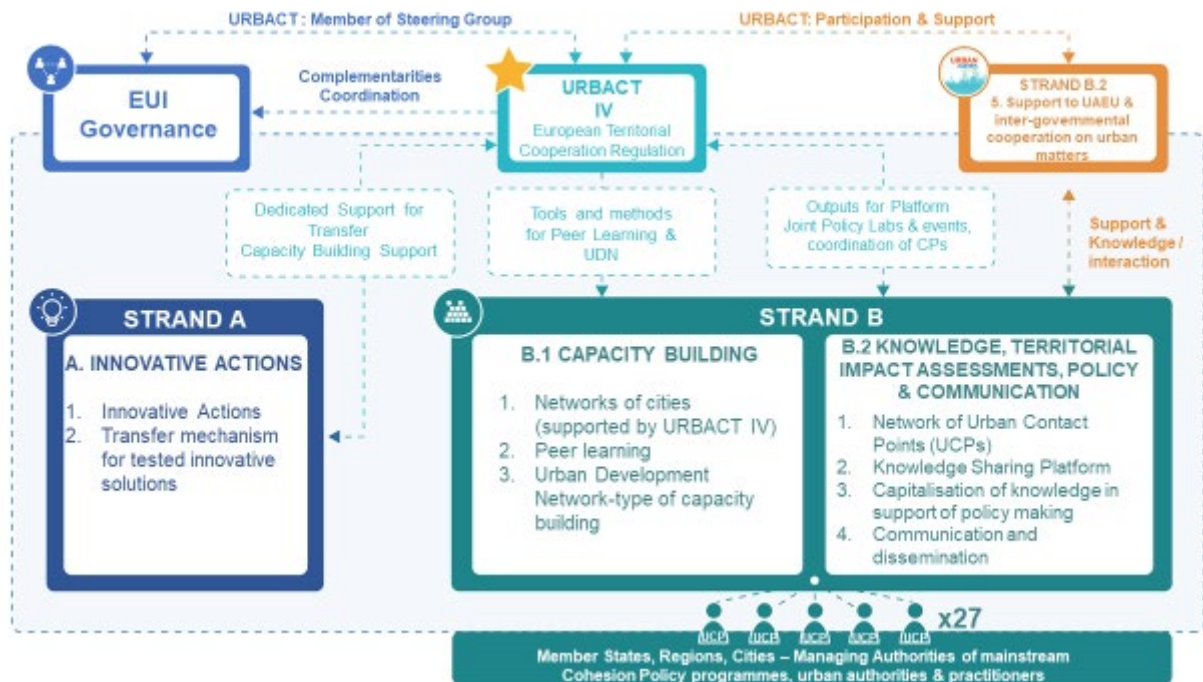 URBACT : Member of Steering Group
URBACT: Participation & Support
EUI
Governance
Complementarities
Coordination
URBACT
IV
European Territorial
Cooperation Regulation
URBAN
STRAND B.2
5. Support to UAEU &
inter-governmental
cooperation on urban
matters
Dedicated Support for
Transfer
Capacity Building Support
Tools and methods
for Peer Learning &
UDN
Outputs for Platform
Joint Policy Labs & events,
coordination of CPs
Support &
Knowledge /
interaction
STRAND A
A. INNOVATIVE ACTIONS
1. Innovative Actions
2. Transfer mechanism
for tested innovative
solutions
STRAND B
B.1 CAPACITY BUILDING
1. Networks of cities
(supported by URBACT IV)
2. Peer learning
3. Urban Development
Network-type of capacity
building
B.2 KNOWLEDGE, TERRITORIAL
IMPACT ASSESSMENTS, POLICY
& COMMUNICATION
1. Network of Urban Contact
Points (UCPs)
2. Knowledge Sharing Platform
3. Capitalisation of knowledge in
support of policy making
4. Communication and
dissemination
UCP UCP UCP UCP UCP x27
Member States, Regions, Cities – Managing Authorities of mainstream
Cohesion Policy programmes, urban authorities & practitioners